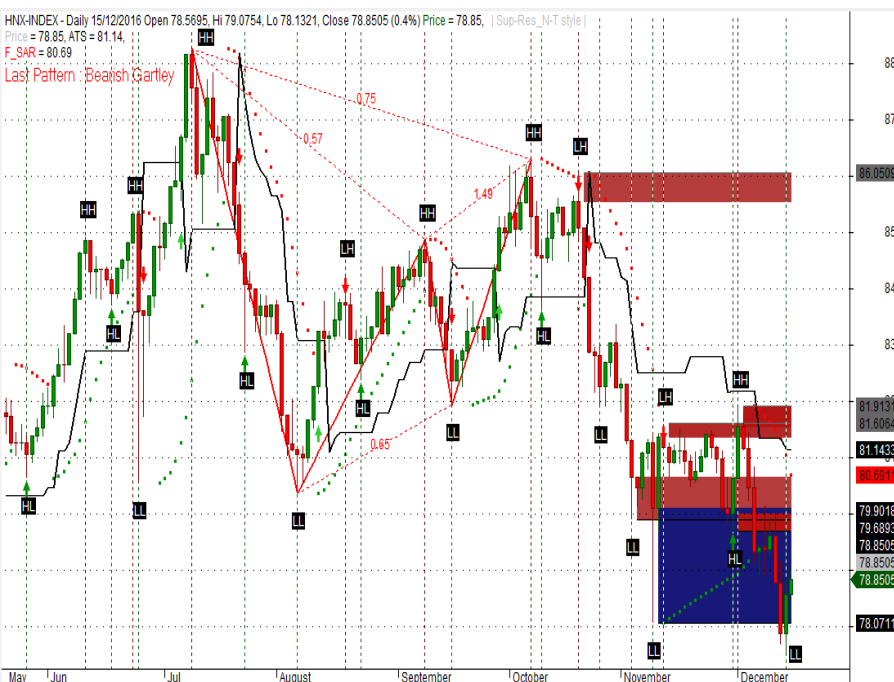 HNX-INDEX - Daily 15/12/2016 Open 78.5695, Hi 79.0754, Lo 78.1321, Close 78.8505 (0.4%) Price = 78.85, | Sup-Res_N-T style |
Price = 78.85, ATS = 81.14,
F_SAR = 80.69
Last Pattern : Bearish Gartley
HH
88
0.75
HH
87
0.57
LH
86.0509
HH
HH
1.49
HH
85
LH
84
HL
HL
83
HL
HL
LH
HH
81.9131
81.6064
LL
LL
0.65
81.1433
80.6911
HL
LL
LL
79.9018
79.6893
LL
HL
78.8505
78.8505
78.8505
78.0711
LL
LL
May
Jun
Jul
August
September
October
November
December